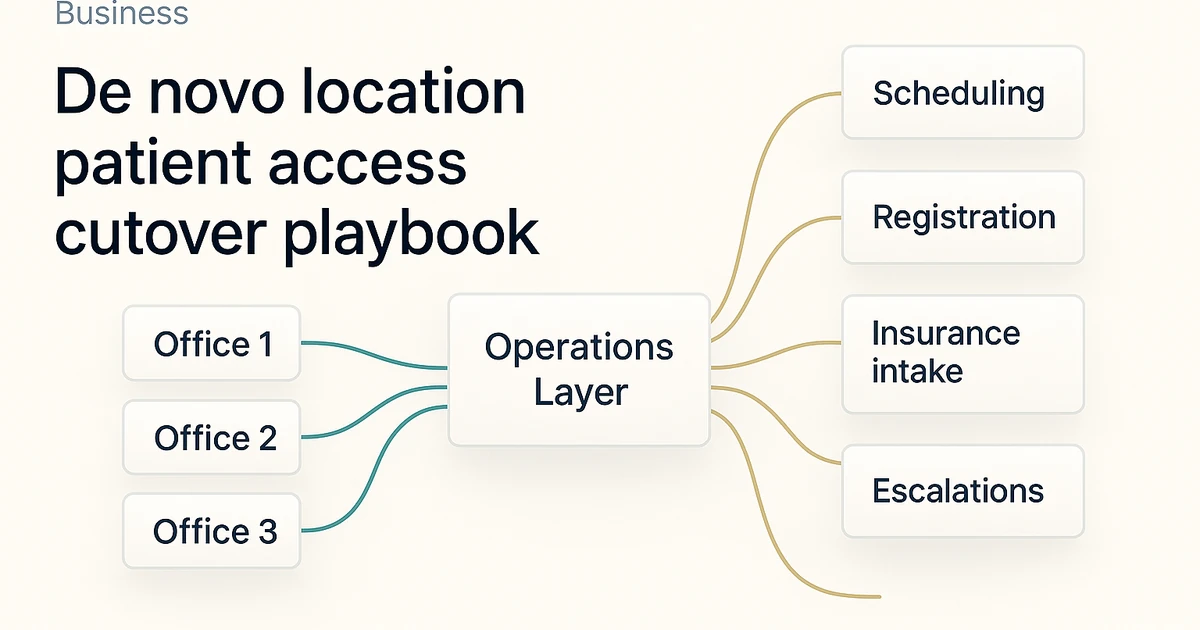 Business
De novo location
patient access
cutover playbook
Office 1
Office 2
Office 3
Operations
Layer
Scheduling
Registration
Insurance
intake
Escalations